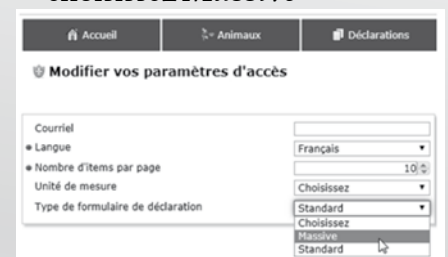 Accueil
Animaux
Déclarations
Modifier vos paramètres d'accès
Courriel
Langue
Français
Nombre d'items par page
10
Unité de mesure
Choisissez
Type de formulaire de déclaration
Standard
Choisissez
Massive
Standard